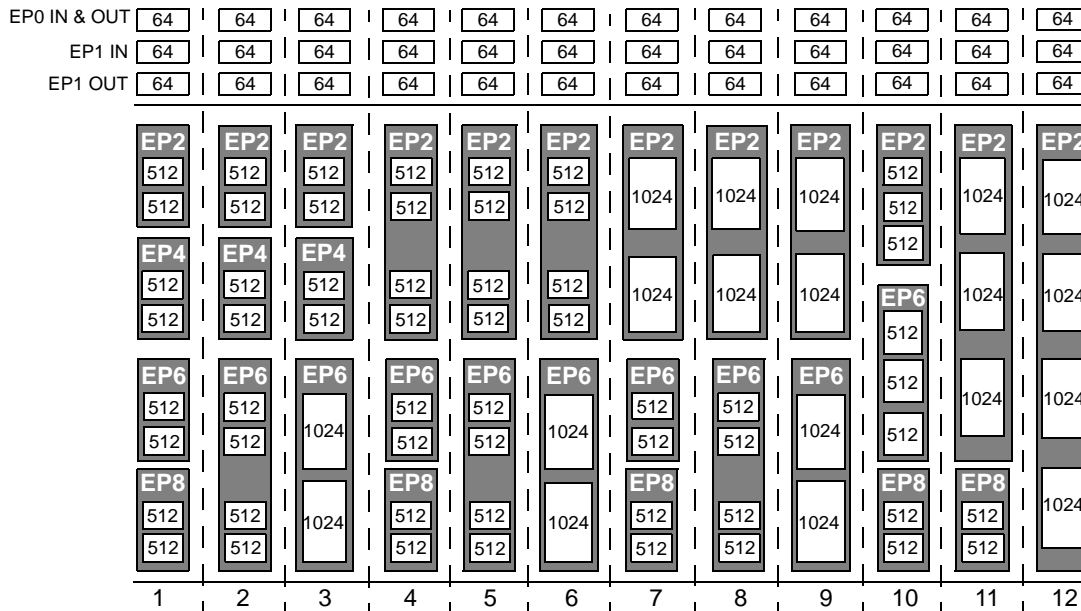 EP0 IN & OUT 64 64 64 64 64 64 64 64 64 64 64 64
EP1 IN 64 64 64 64 64 64 64 64 64 64 64 64
EP1 OUT 64 64 64 64 64 64 64 64 64 64 64 64
EP2 EP2 EP2 EP2 EP2 EP2 EP2 EP2 EP2 EP2 EP2 EP2
512 512 512 512 512 512 1024 1024 1024 512 1024 1024
512 512 512 512 512 512 512
512
EP4 EP4 EP4
512 512 512 512 512 512 1024 1024 1024 1024 1024
512 512 512 512 512 512
EP6
512
EP6 EP6 EP6 EP6 EP6 EP6 EP6 EP6 EP6
512 512 1024 512 512 1024 512 512 1024 512 1024 1024
512 512 512 512 512 512 512
EP8 EP8 EP8 EP8 EP8
512 512 1024 512 512 1024 512 512 1024 512 512 1024
512 512 512 512 512 512 512 512
1 2 3 4 5 6 7 8 9 10 11 12